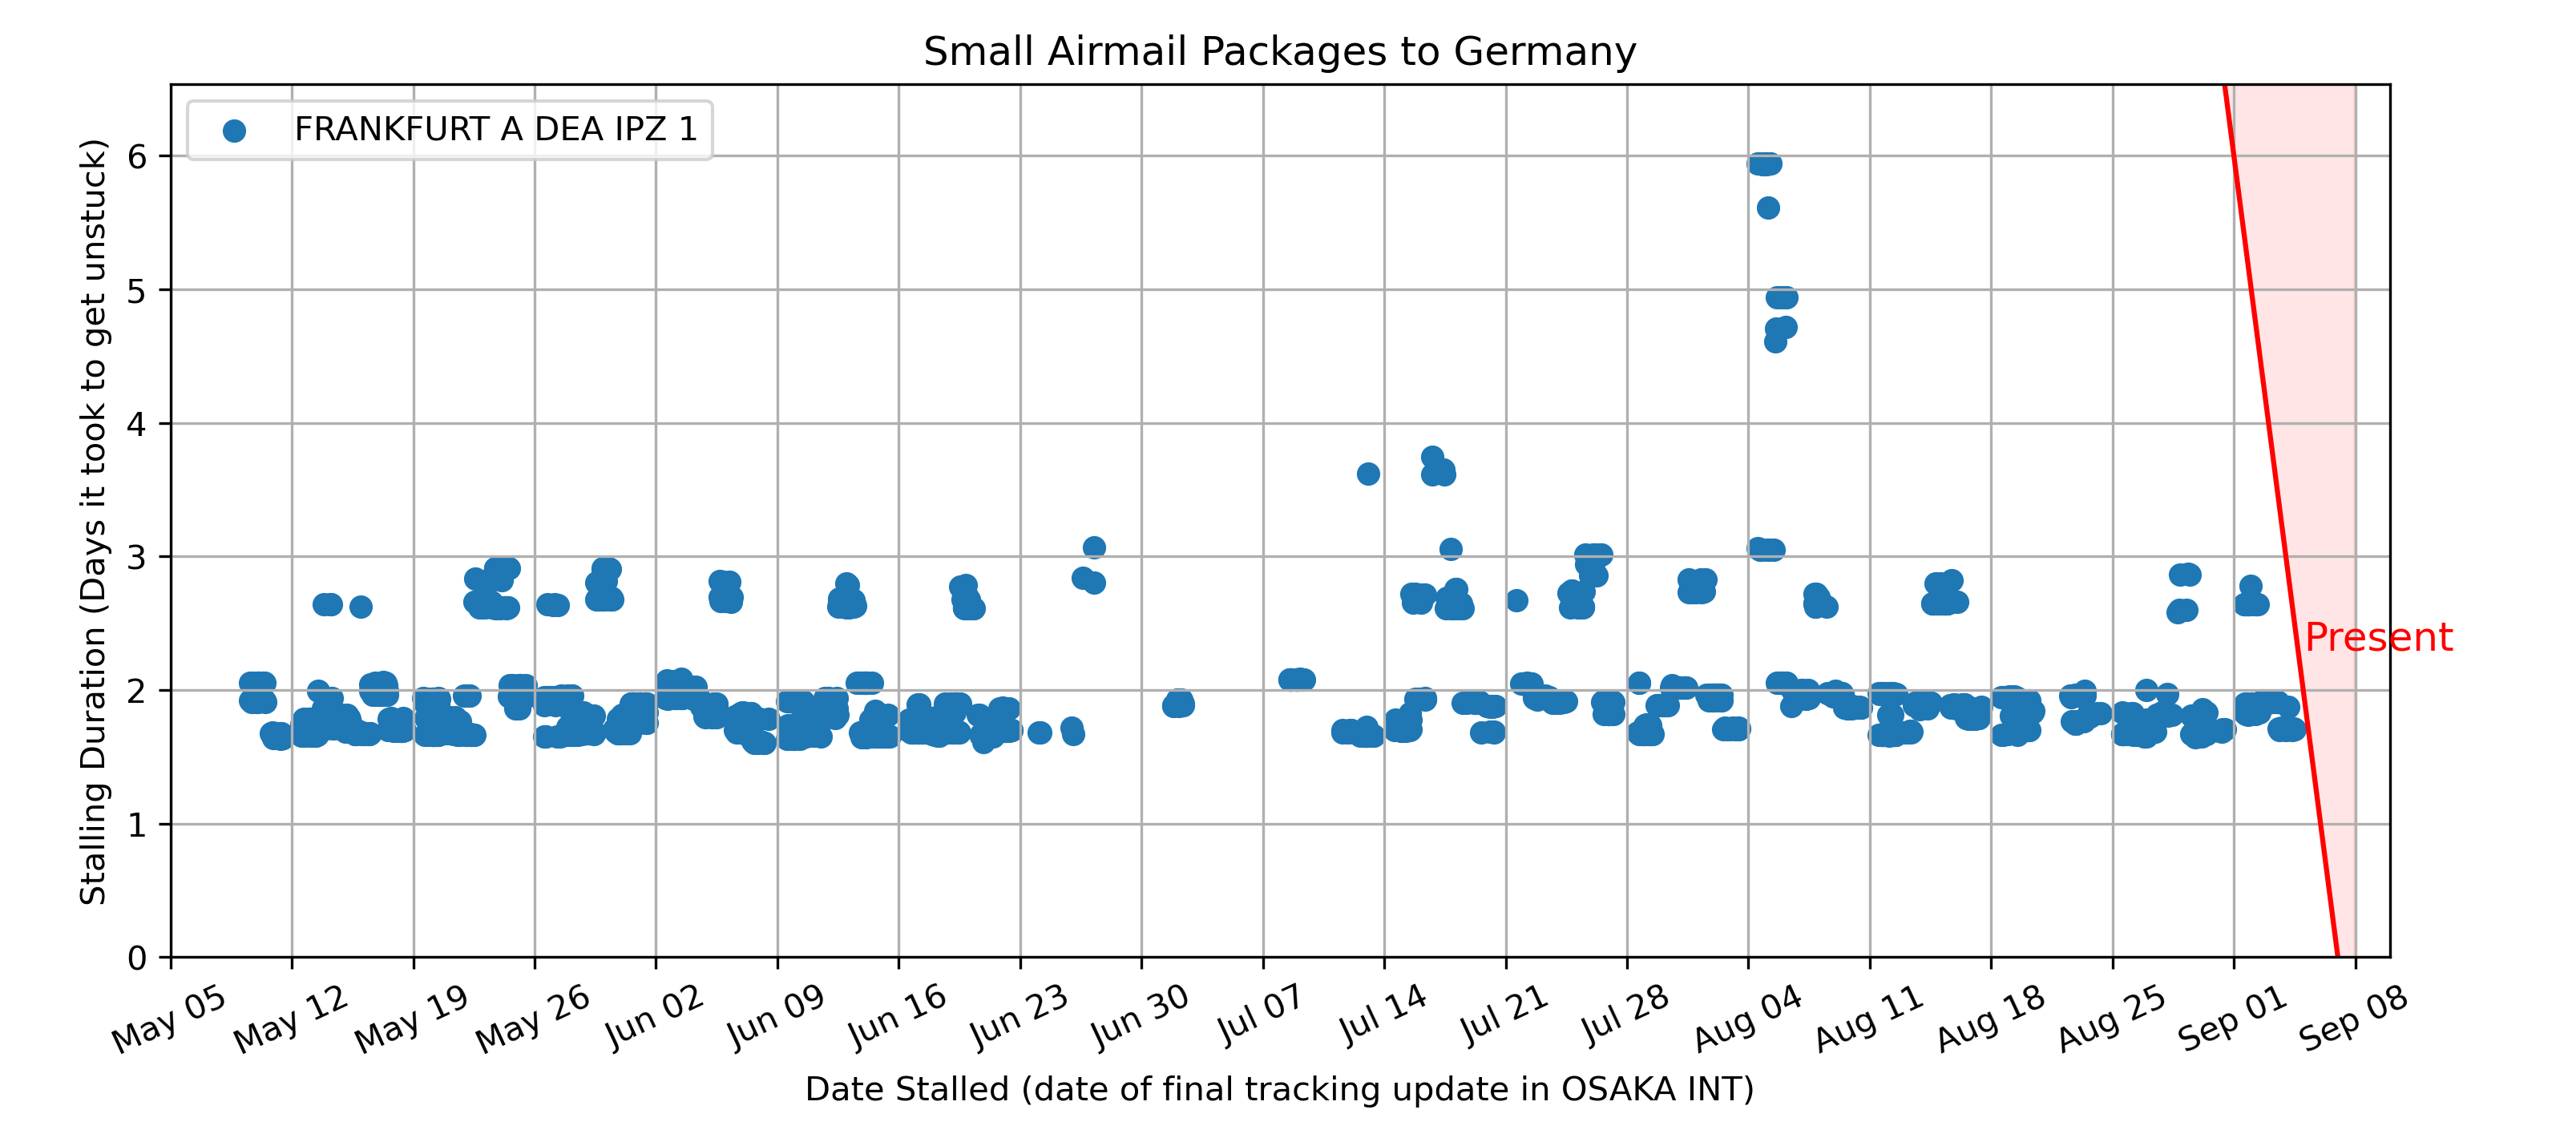 Small Airmail Packages to Germany
FRANKFURT A DEA IPZ 1
Stalling Duration (Days it took to get unstuck)
6
5
4
3
2
1
0
Present
May 05
May 12
May 19
May 26
Jun 02
Jun 09
Jun 16
Jun 23
Jun 30
Jul 07
Jul 14
Jul 21
Jul 28
Aug 04
Aug 11
Aug 18
Aug 25
Sep 01
Sep 08
Date Stalled (date of final tracking update in OSAKA INT)